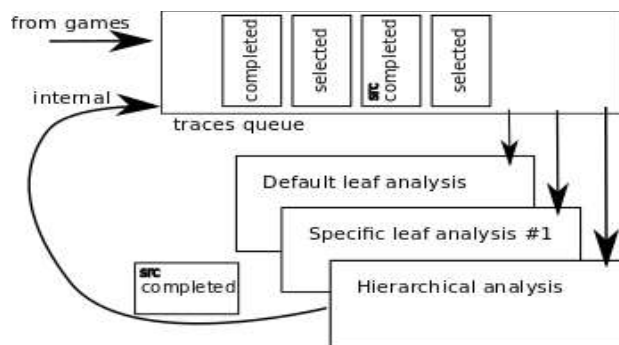 from games
internal
completed
selected
src
completed
selected
traces queue
Default leaf analysis
Specific leaf analysis #1
Hierarchical analysis
src
completed